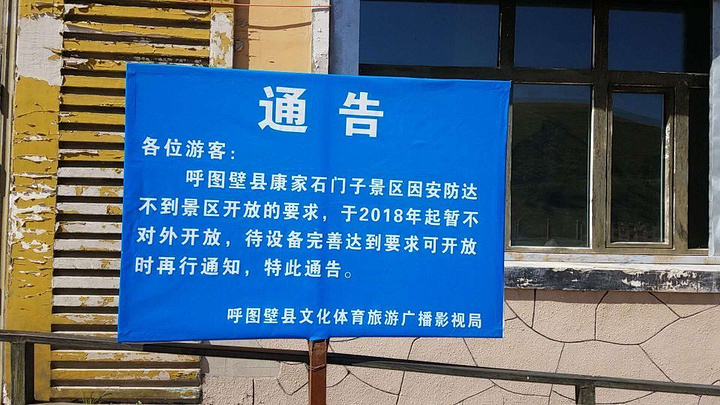 通告
各位游客：
呼图壁县康家石门子景区因安防达
不到景区开放的要求，于2018年起暂不
对外开放，待设备完善达到要求可开放
时再行通知，特此通告。
呼图壁县文化体育旅游广播影视局